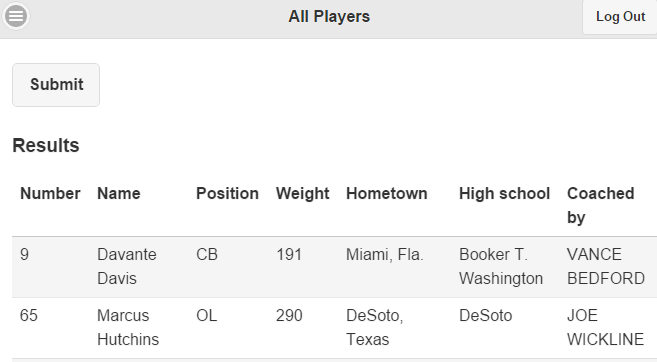 All Players
Log Out
Submit
Results
Number Name Position Weight Hometown High school Coached
by
9 Davante CB 191 Miami, Fla. Booker T. VANCE
Davis Washington BEDFORD
65 Marcus OL 290 DeSoto, DeSoto JOE
Hutchins Texas WICKLINE